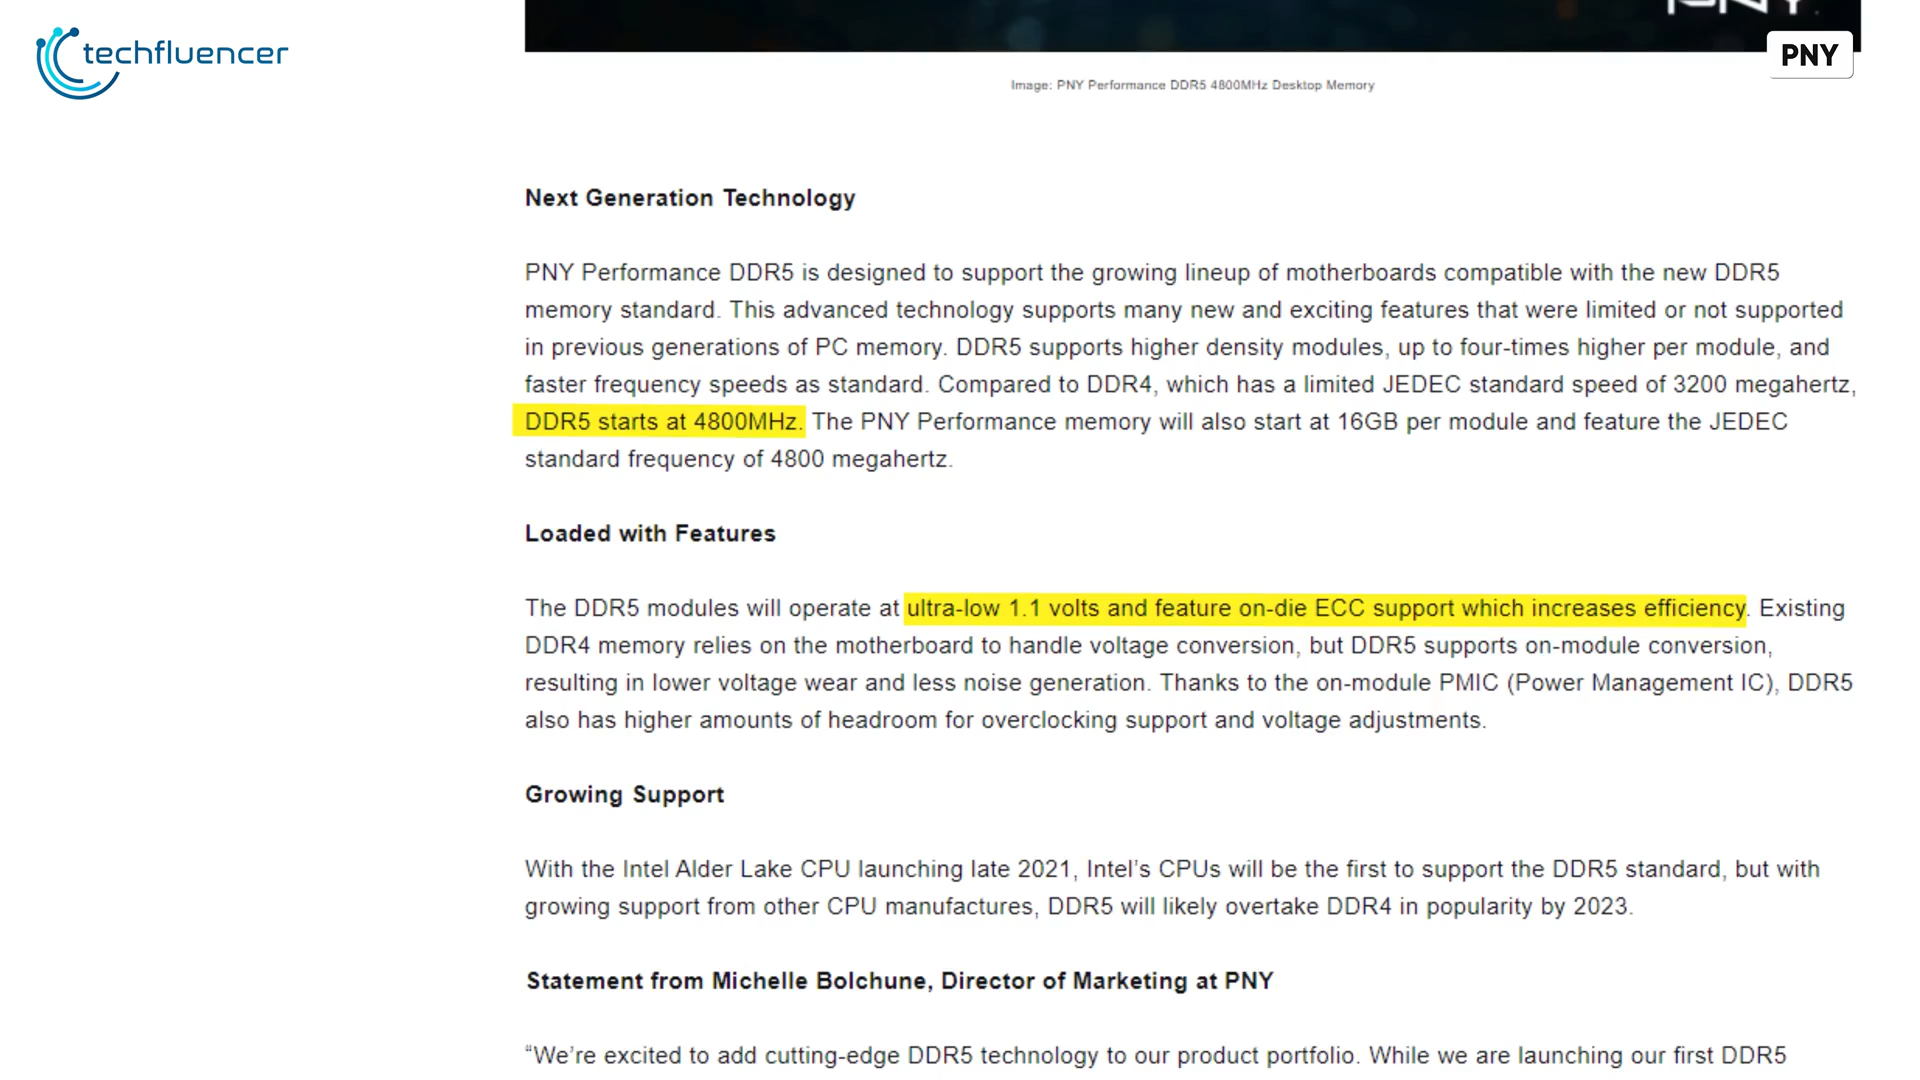 techfluencer
PNY
PNY
Image: PNY Performance DDR5 4800MHz Desktop Memory
Next Generation Technology
PNY Performance DDR5 is designed to support the growing lineup of motherboards compatible with the new DDR5
memory standard. This advanced technology supports many new and exciting features that were limited or not supported
in previous generations of PC memory. DDR5 supports higher density modules, up to four-times higher per module, and
faster frequency speeds as standard. Compared to DDR4, which has a limited JEDEC standard speed of 3200 megahertz,
DDR5 starts at 4800MHz. The PNY Performance memory will also start at 16GB per module and feature the JEDEC
standard frequency of 4800 megahertz.
Loaded with Features
The DDR5 modules will operate at ultra-low 1.1 volts and feature on-die ECC support which increases efficiency. Existing
DDR4 memory relies on the motherboard to handle voltage conversion, but DDR5 supports on-module conversion,
resulting in lower voltage wear and less noise generation. Thanks to the on-module PMIC (Power Management IC), DDR5
also has higher amounts of headroom for overclocking support and voltage adjustments.
Growing Support
With the Intel Alder Lake CPU launching late 2021, Intel's CPUs will be the first to support the DDR5 standard, but with
growing support from other CPU manufactures, DDR5 will likely overtake DDR4 in popularity by 2023.
Statement from Michelle Bolchune, Director of Marketing at PNY
“We’re excited to add cutting-edge DDR5 technology to our product portfolio. While we are launching our first DDR5